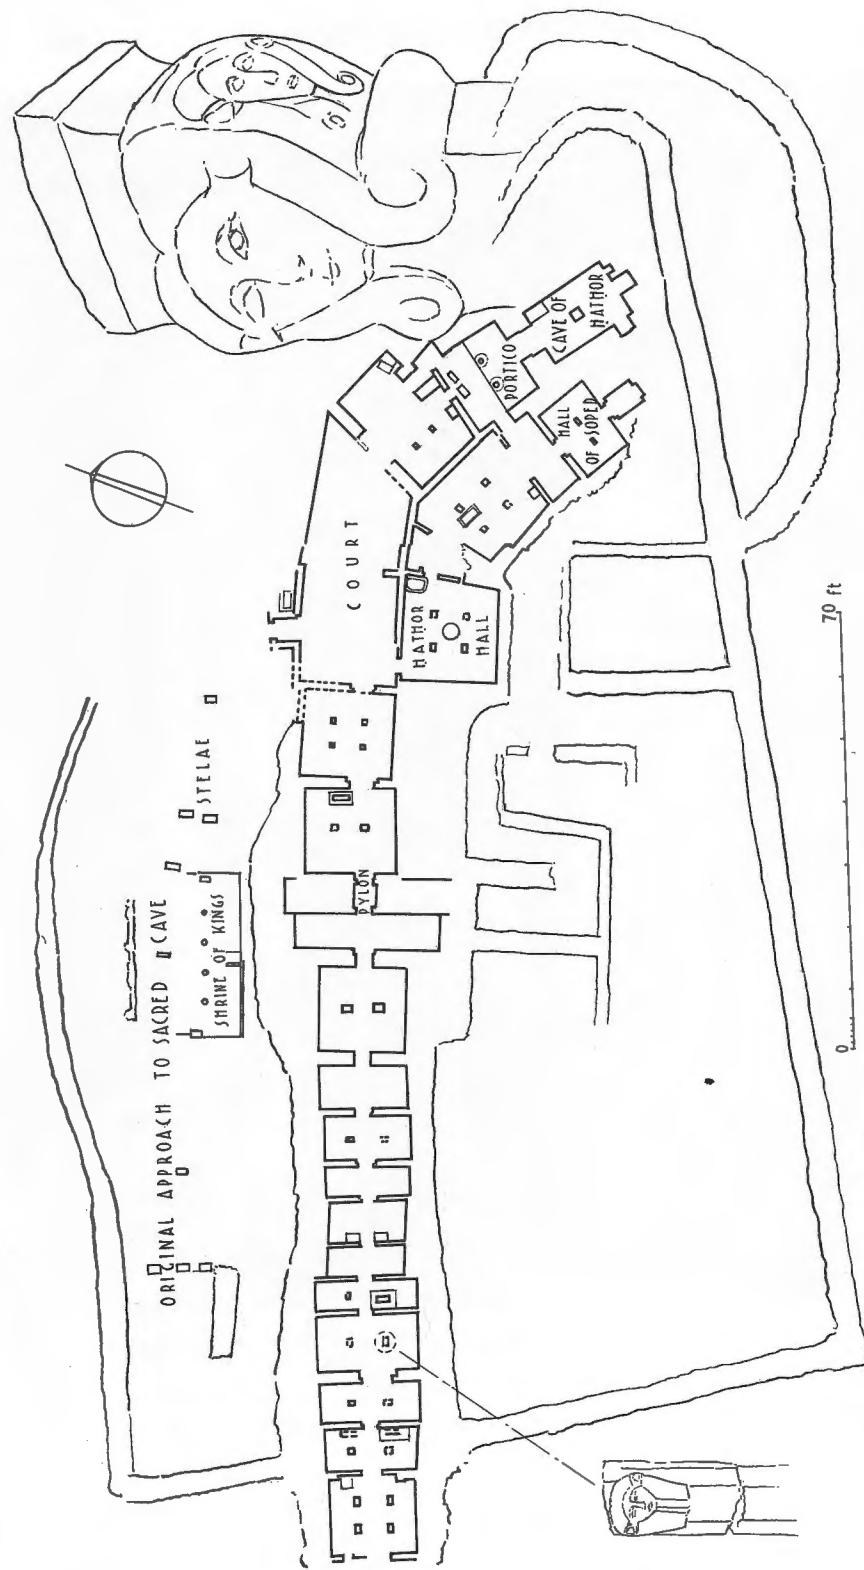 ORIGINAL APPROACH TO SACRED CAVE
SHRINE OF KINGS
STELAE
PYLON
COURT
HATHOR
HALL
PORTICO
CAVE OF
HATHOR
HALL
OF SOPED
0
70 ft